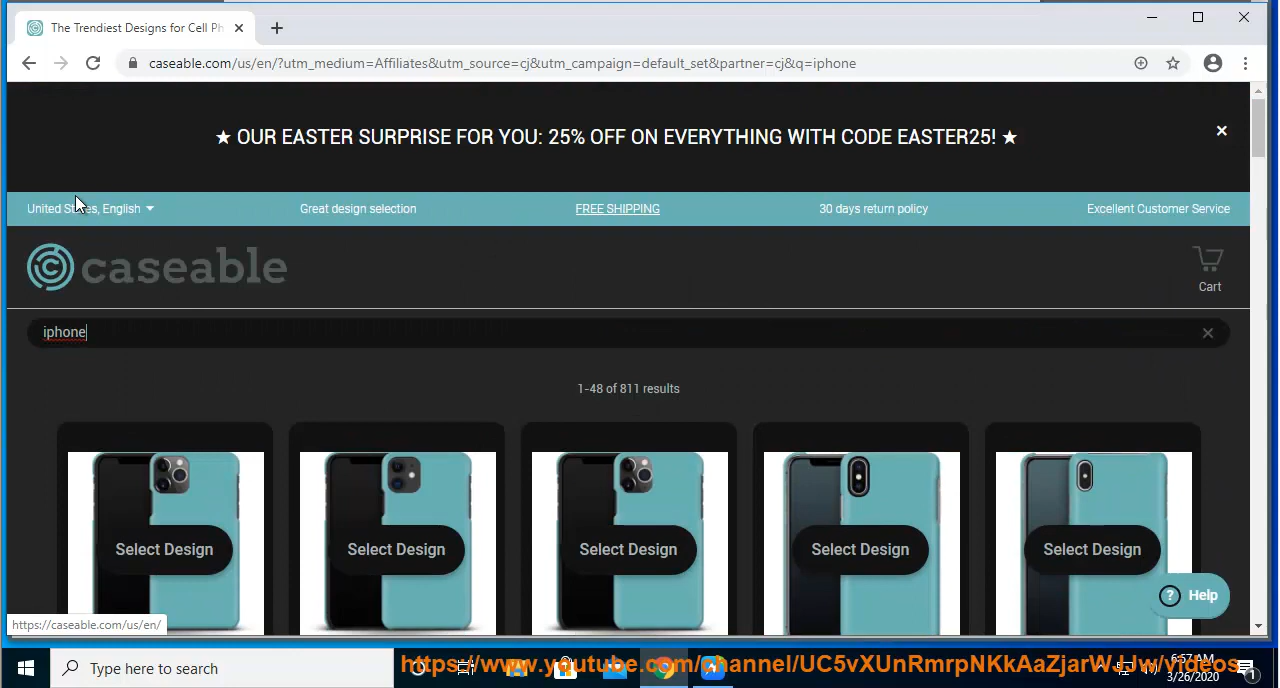 The Trendiest Designs for Cell Ph
caseable.com/us/en/?utm_medium=Affiliates&utm_source=cj&utm_campaign=default_set&partner=cj&q=iphone
★ OUR EASTER SURPRISE FOR YOU: 25% OFF ON EVERYTHING WITH CODE EASTER25! ★
United States, English
Great design selection
FREE SHIPPING
30 days return policy
Excellent Customer Service
caseable
Cart
iphone
1-48 of 811 results
Select Design
Select Design
Select Design
Select Design
Select Design
? Help
https://caseable.com/us/en/
Type here to search
https://www.youtube.com/channel/UC5vXUnRmrpNKkAaZjarWJJw/videos
6:57 AM
3/26/2020
1